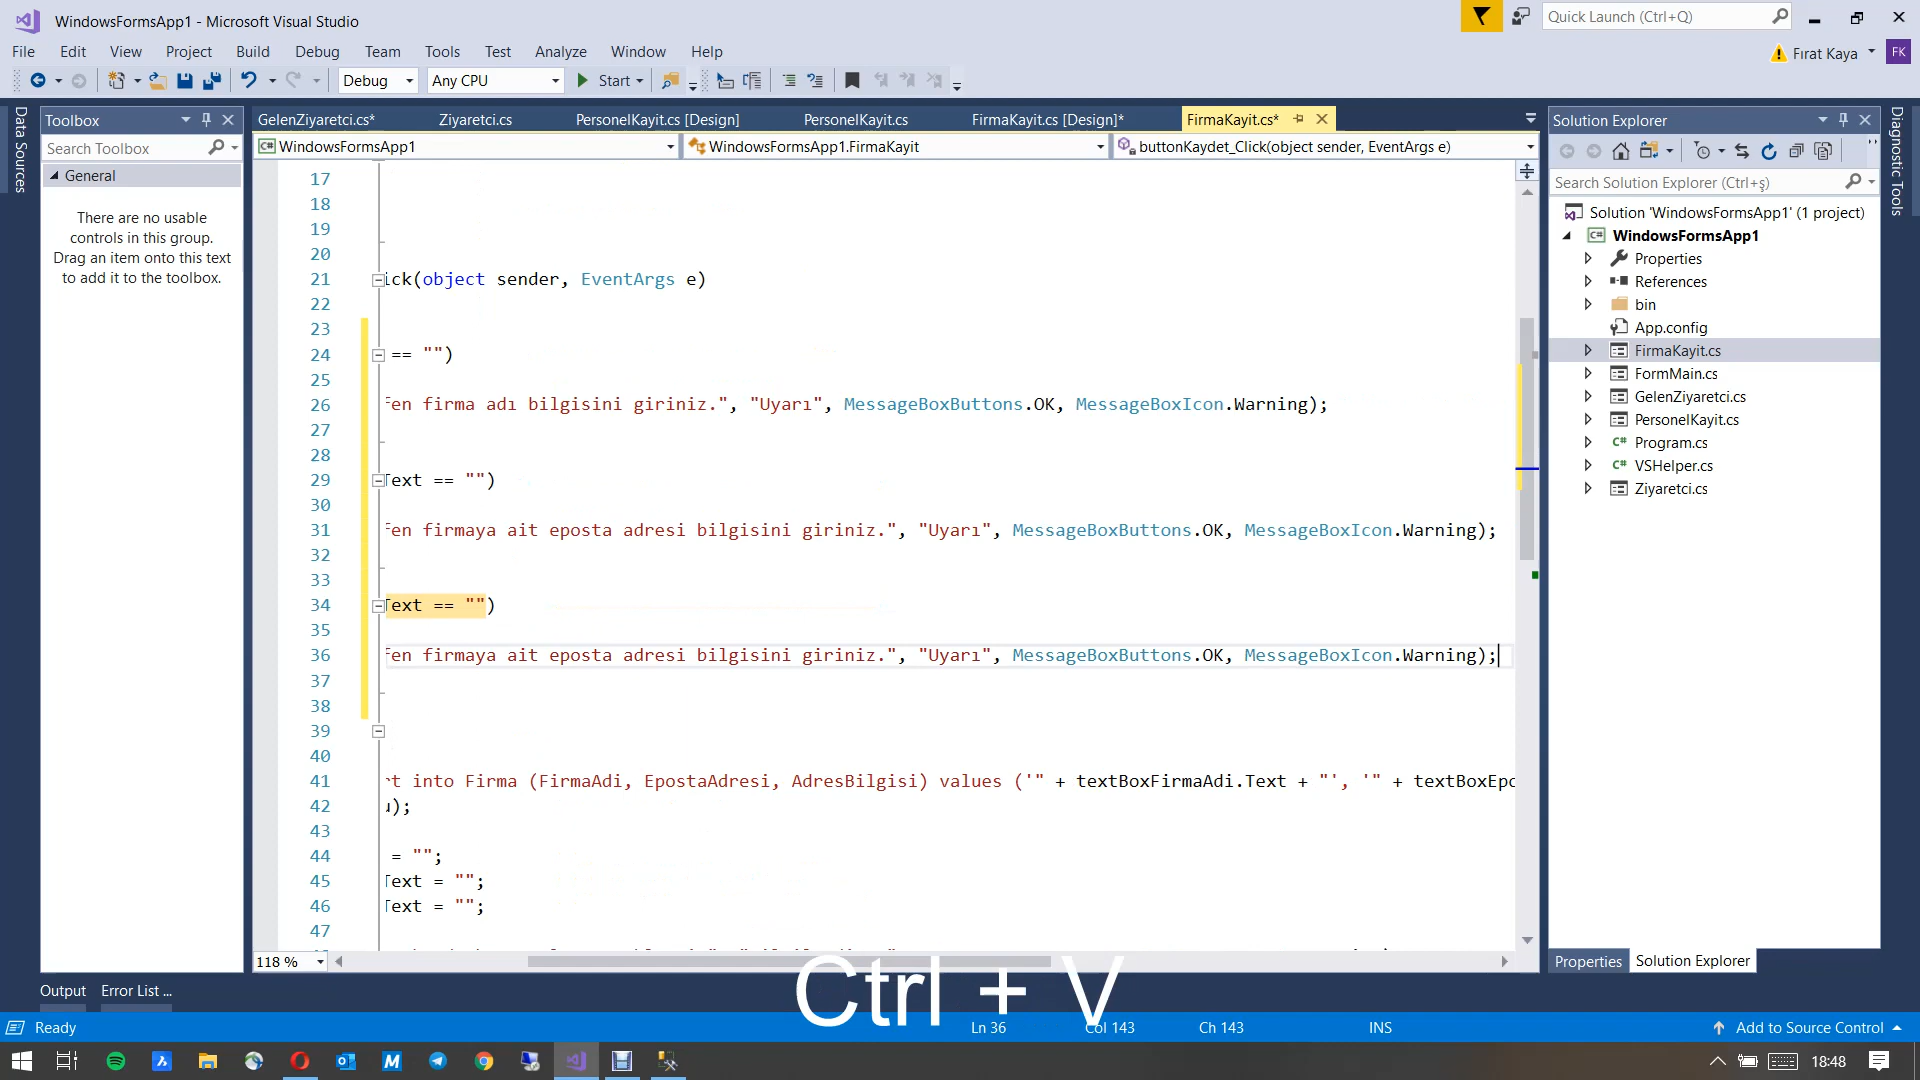 WindowsFormsApp1 - Microsoft Visual Studio
Quick Launch (Ctrl+Q)
File Edit View Project Build Debug Team Tools Test Analyze Window Help
Fırat Kaya FK
Debug Any CPU Start
Data Sources
Toolbox
Search Toolbox
General
There are no usable
controls in this group.
Drag an item onto this text
to add it to the toolbox.
GelenZiyaretci.cs* Ziyaretci.cs PersonelKayit.cs [Design] PersonelKayit.cs FirmaKayit.cs [Design]* FirmaKayit.cs*
WindowsFormsApp1 WindowsFormsApp1.FirmaKayit buttonKaydet_Click(object sender, EventArgs e)
17
18
19
20
21 ick(object sender, EventArgs e)
22
23
24 == "")
25
26 fen firma adı bilgisini giriniz.", "Uyarı", MessageBoxButtons.OK, MessageBoxIcon.Warning);
27
28
29 Text == "")
30
31 fen firmaya ait eposta adresi bilgisini giriniz.", "Uyarı", MessageBoxButtons.OK, MessageBoxIcon.Warning);
32
33
34 Text == "")
35
36 fen firmaya ait eposta adresi bilgisini giriniz.", "Uyarı", MessageBoxButtons.OK, MessageBoxIcon.Warning);
37
38
39
40
41 rt into Firma (FirmaAdi, EpostaAdresi, AdresBilgisi) values ('" + textBoxFirmaAdi.Text + "', '" + textBoxEpo
42 u);
43
44 = "";
45 Text = "";
46 Text = "";
47
118 %
Solution Explorer
Search Solution Explorer (Ctrl+ş)
Solution 'WindowsFormsApp1' (1 project)
WindowsFormsApp1
Properties
References
bin
App.config
FirmaKayit.cs
FormMain.cs
GelenZiyaretci.cs
PersonelKayit.cs
Program.cs
VSHelper.cs
Ziyaretci.cs
Properties Solution Explorer
Diagnostic Tools
Output Error List ...
Ctrl + V
Ready Ln 36 Col 143 Ch 143 INS Add to Source Control
18:48